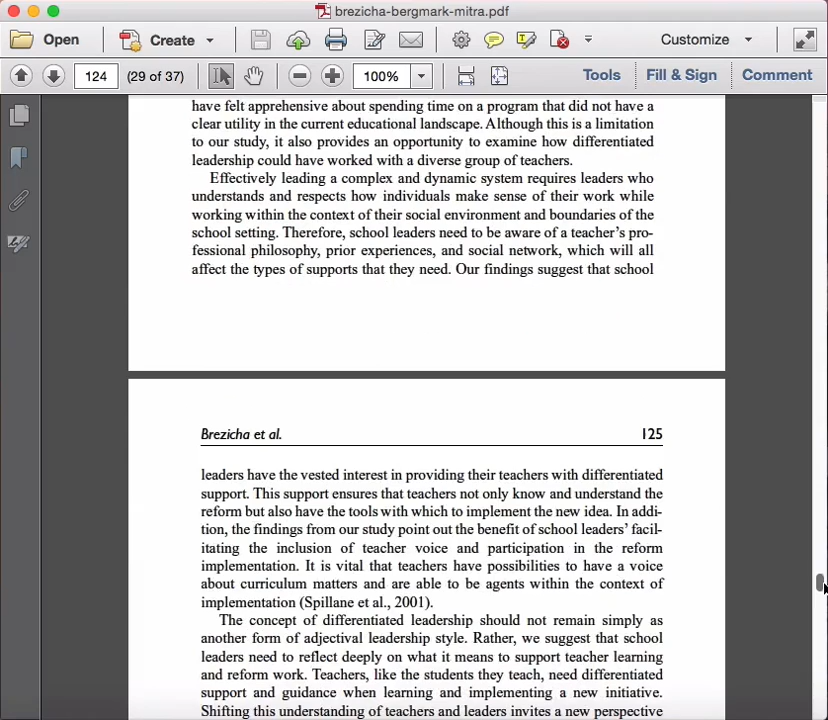 brezicha-bergmark-mitra.pdf
Open
Create
Customize
124
(29 of 37)
100%
Tools
Fill & Sign
Comment
have felt apprehensive about spending time on a program that did not have a
clear utility in the current educational landscape. Although this is a limitation
to our study, it also provides an opportunity to examine how differentiated
leadership could have worked with a diverse group of teachers.
Effectively leading a complex and dynamic system requires leaders who
understands and respects how individuals make sense of their work while
working within the context of their social environment and boundaries of the
school setting. Therefore, school leaders need to be aware of a teacher's pro-
fessional philosophy, prior experiences, and social network, which will all
affect the types of supports that they need. Our findings suggest that school
Brezicha et al.
125
leaders have the vested interest in providing their teachers with differentiated
support. This support ensures that teachers not only know and understand the
reform but also have the tools with which to implement the new idea. In addi-
tion, the findings from our study point out the benefit of school leaders' facil-
itating the inclusion of teacher voice and participation in the reform
implementation. It is vital that teachers have possibilities to have a voice
about curriculum matters and are able to be agents within the context of
implementation (Spillane et al., 2001).
The concept of differentiated leadership should not remain simply as
another form of adjectival leadership style. Rather, we suggest that school
leaders need to reflect deeply on what it means to support teacher learning
and reform work. Teachers, like the students they teach, need differentiated
support and guidance when learning and implementing a new initiative.
Shifting this understanding of teachers and leaders invites a new perspective